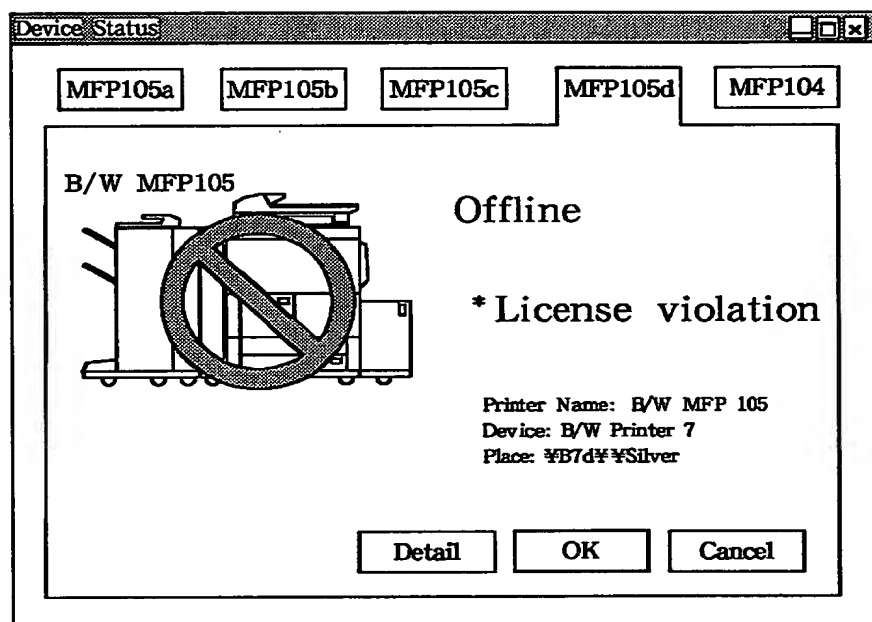 Device Status
MFP105a MFP105b MFP105c MFP105d MFP104
B/W MFP105
Offline
*License violation
Printer Name: B/W MFP 105
Device: B/W Printer 7
Place: ¥B7d¥¥Silver
Detail OK Cancel